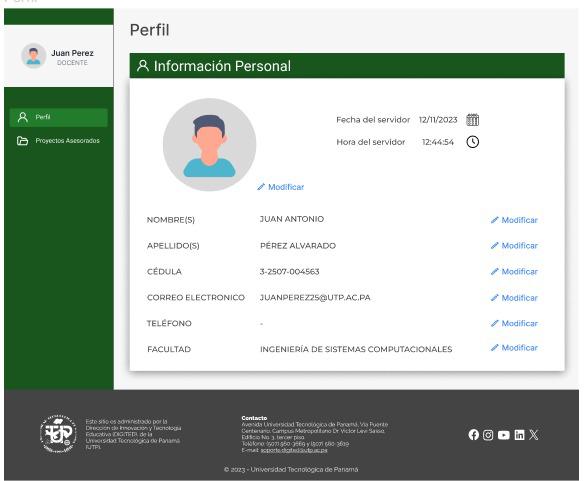 Perfil
Perfil
Juan Perez
DOCENTE
Perfil
Proyectos Asesorados
Información Personal
Fecha del servidor 12/11/2023
Hora del servidor 12:44:54
Modificar
NOMBRE(S) JUAN ANTONIO Modificar
APELLIDO(S) PÉREZ ALVARADO Modificar
CÉDULA 3-2507-004563 Modificar
CORREO ELECTRONICO JUANPEREZ25@UTP.AC.PA Modificar
TELÉFONO - Modificar
FACULTAD INGENIERÍA DE SISTEMAS COMPUTACIONALES Modificar
Este sitio es administrado por la
Dirección de Innovación y Tecnología
Educativa (DIGITED), de la
Universidad Tecnológica de Panamá
(UTP).
Contacto
Avenida Universidad Tecnológica de Panamá, Vía Puente
Centenario, Campus Metropolitano Dr. Víctor Levi Sasso,
Edificio No. 3, tercer piso.
Teléfono: (507) 560-3669 y (507) 560-3619
E-mail: soporte.digited@utp.ac.pa
© 2023 - Universidad Tecnológica de Panamá